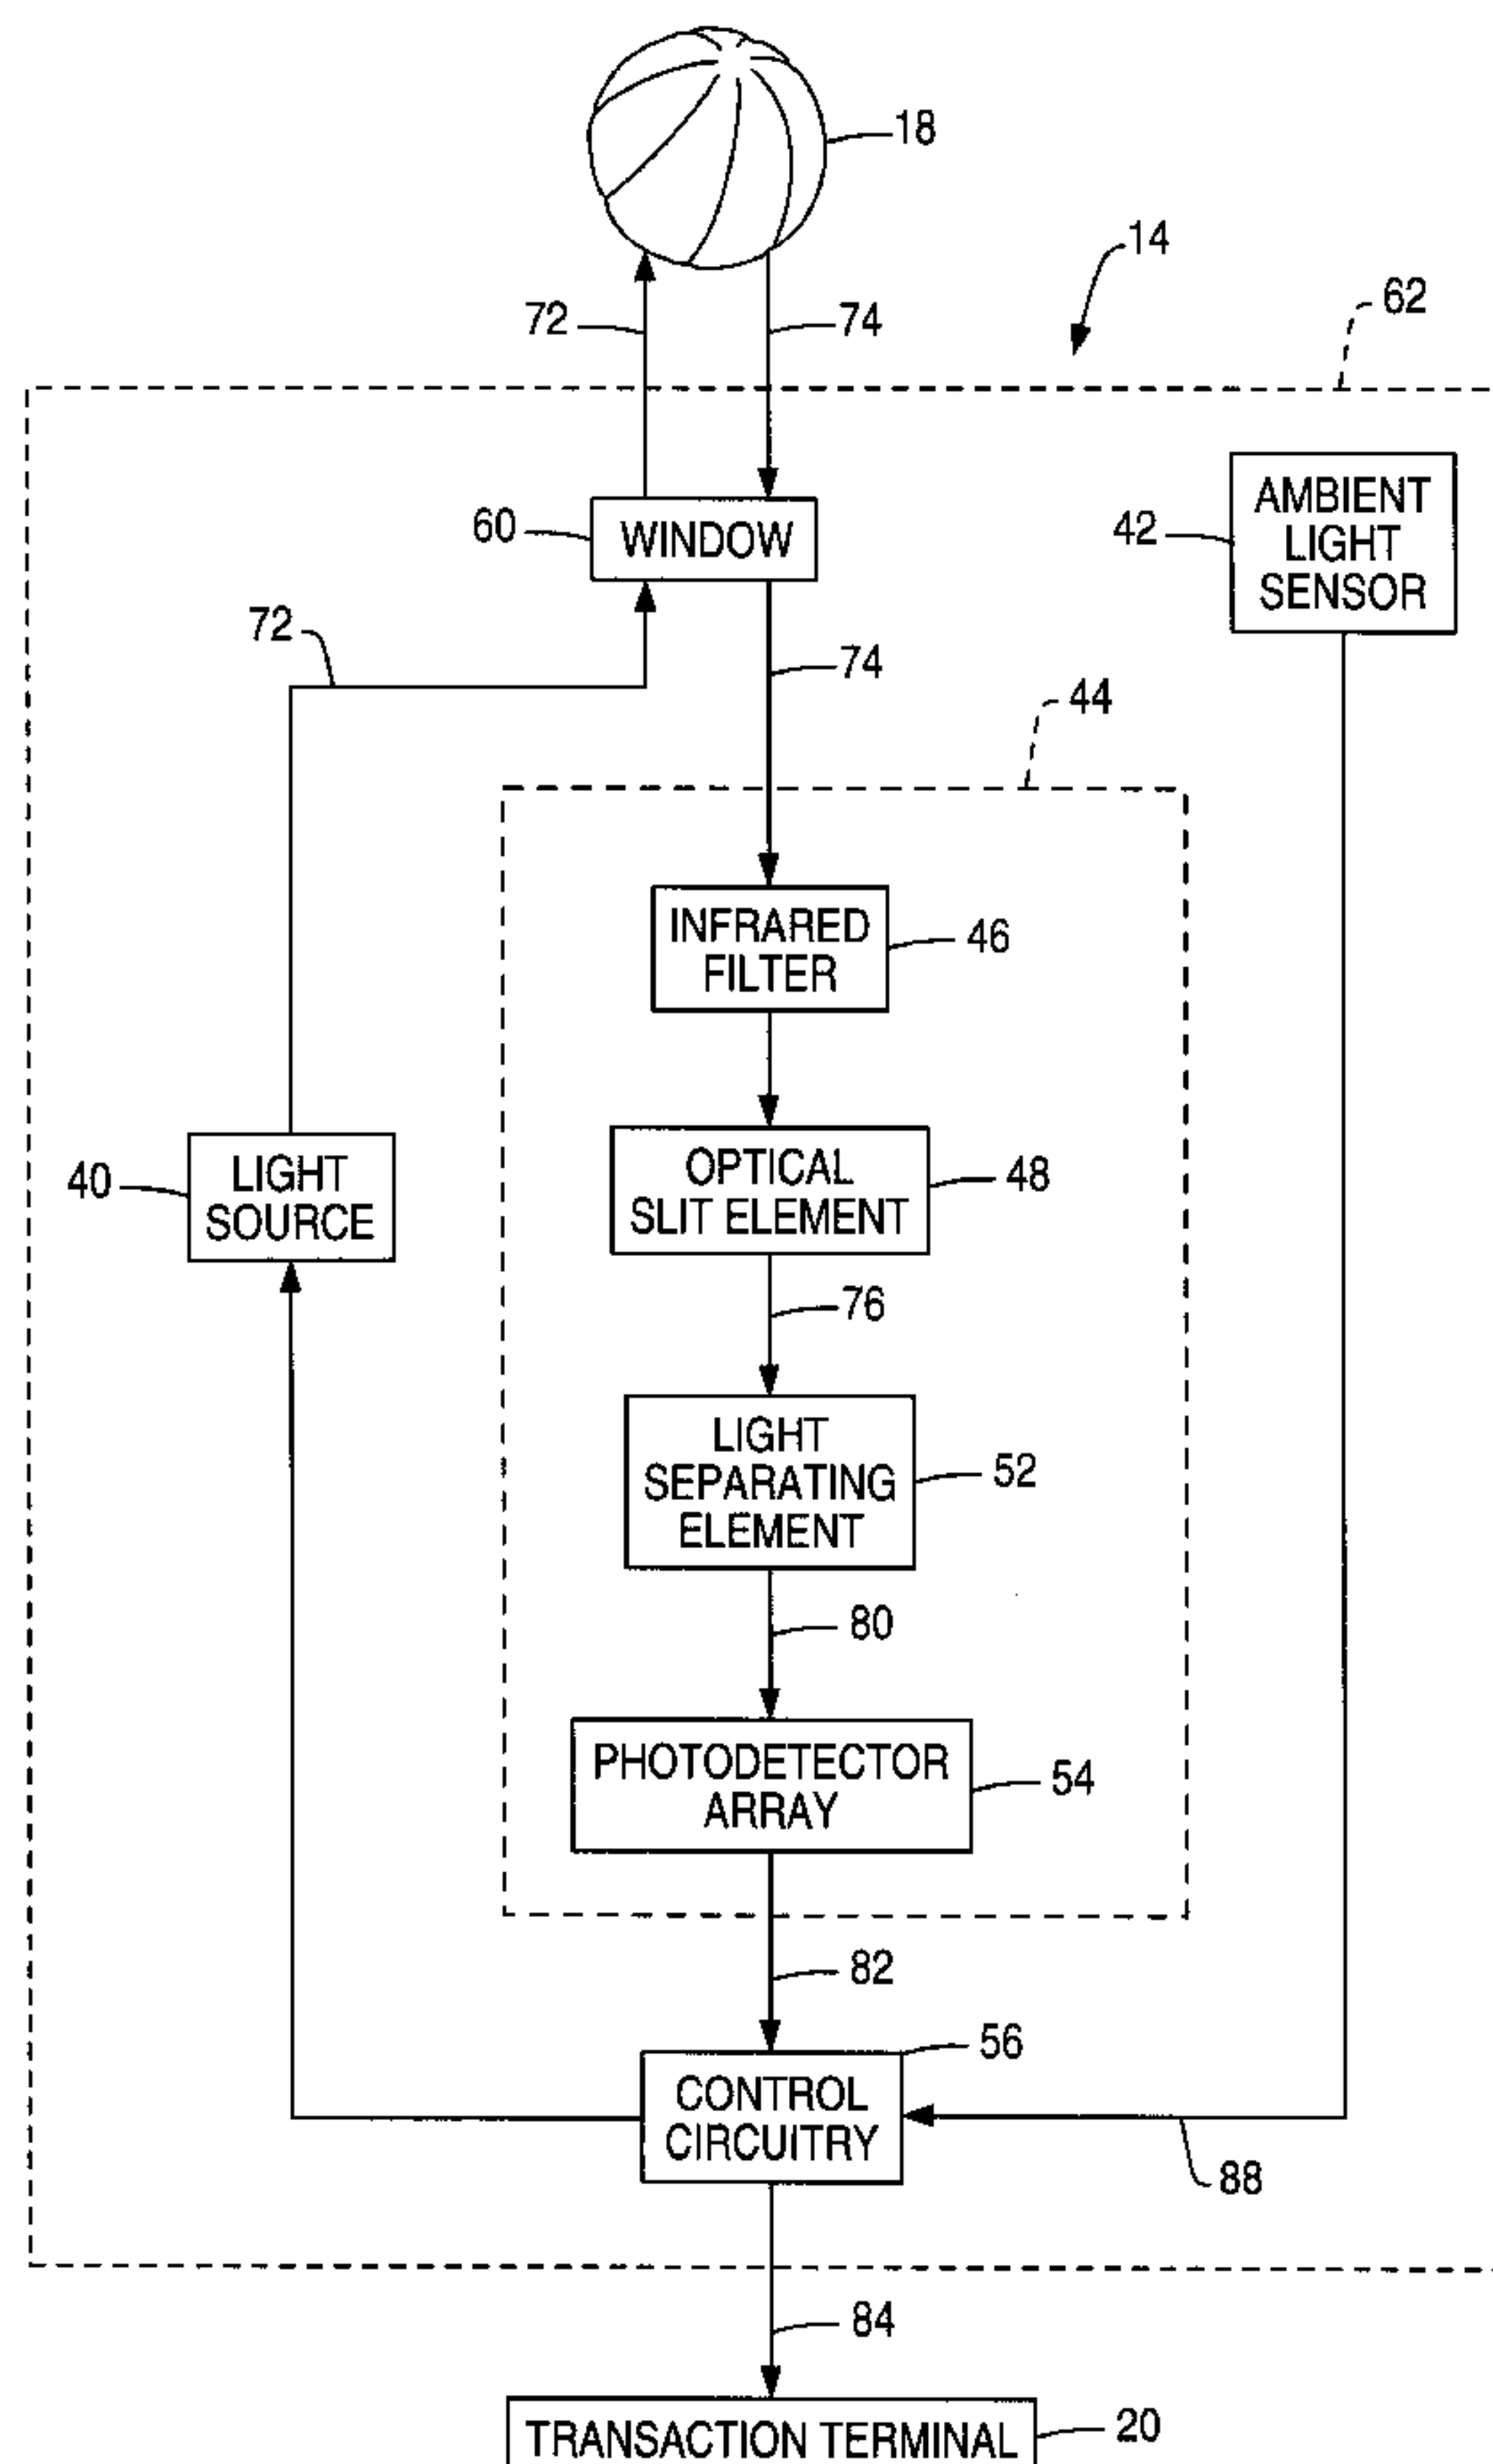 18
14
62
72
74
60
WINDOW
42
AMBIENT
LIGHT
SENSOR
72
74
44
INFRARED
FILTER
46
40
LIGHT
SOURCE
OPTICAL
SLIT ELEMENT
48
76
LIGHT
SEPARATING
ELEMENT
52
80
PHOTODETECTOR
ARRAY
54
82
56
CONTROL
CIRCUITRY
88
84
TRANSACTION TERMINAL
20